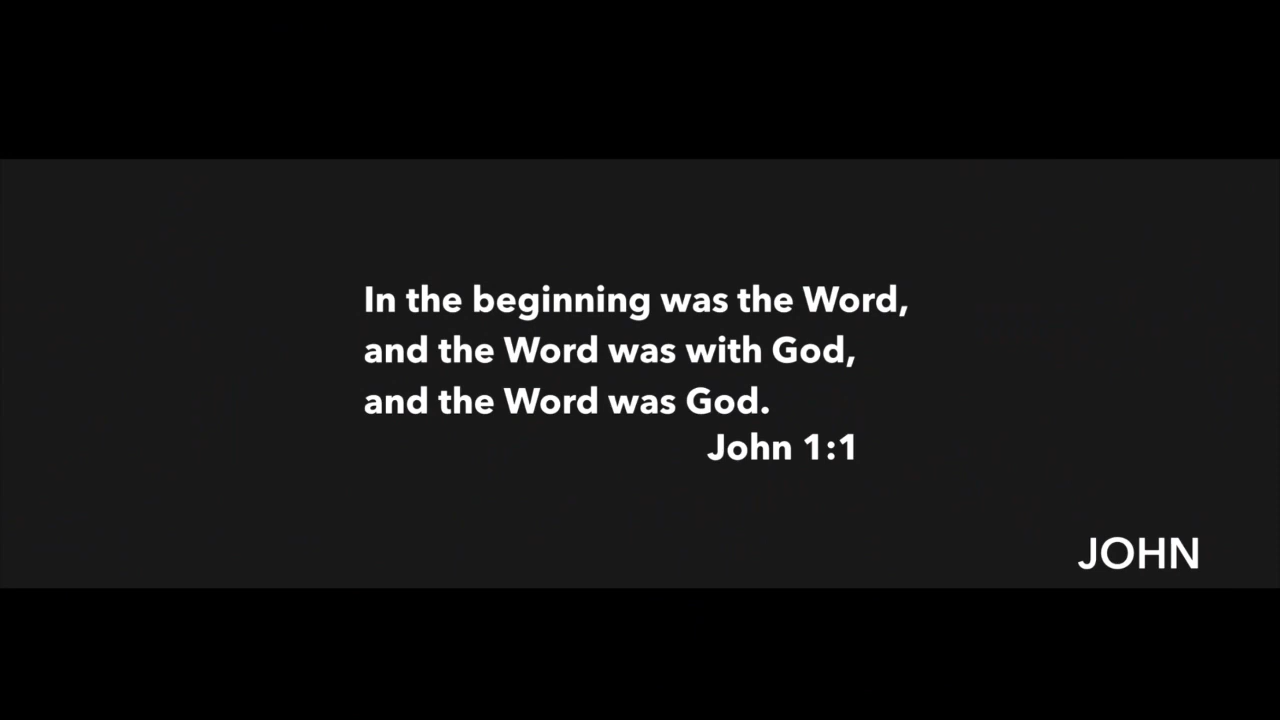 In the beginning was the Word,
and the Word was with God,
and the Word was God.
John 1:1
JOHN